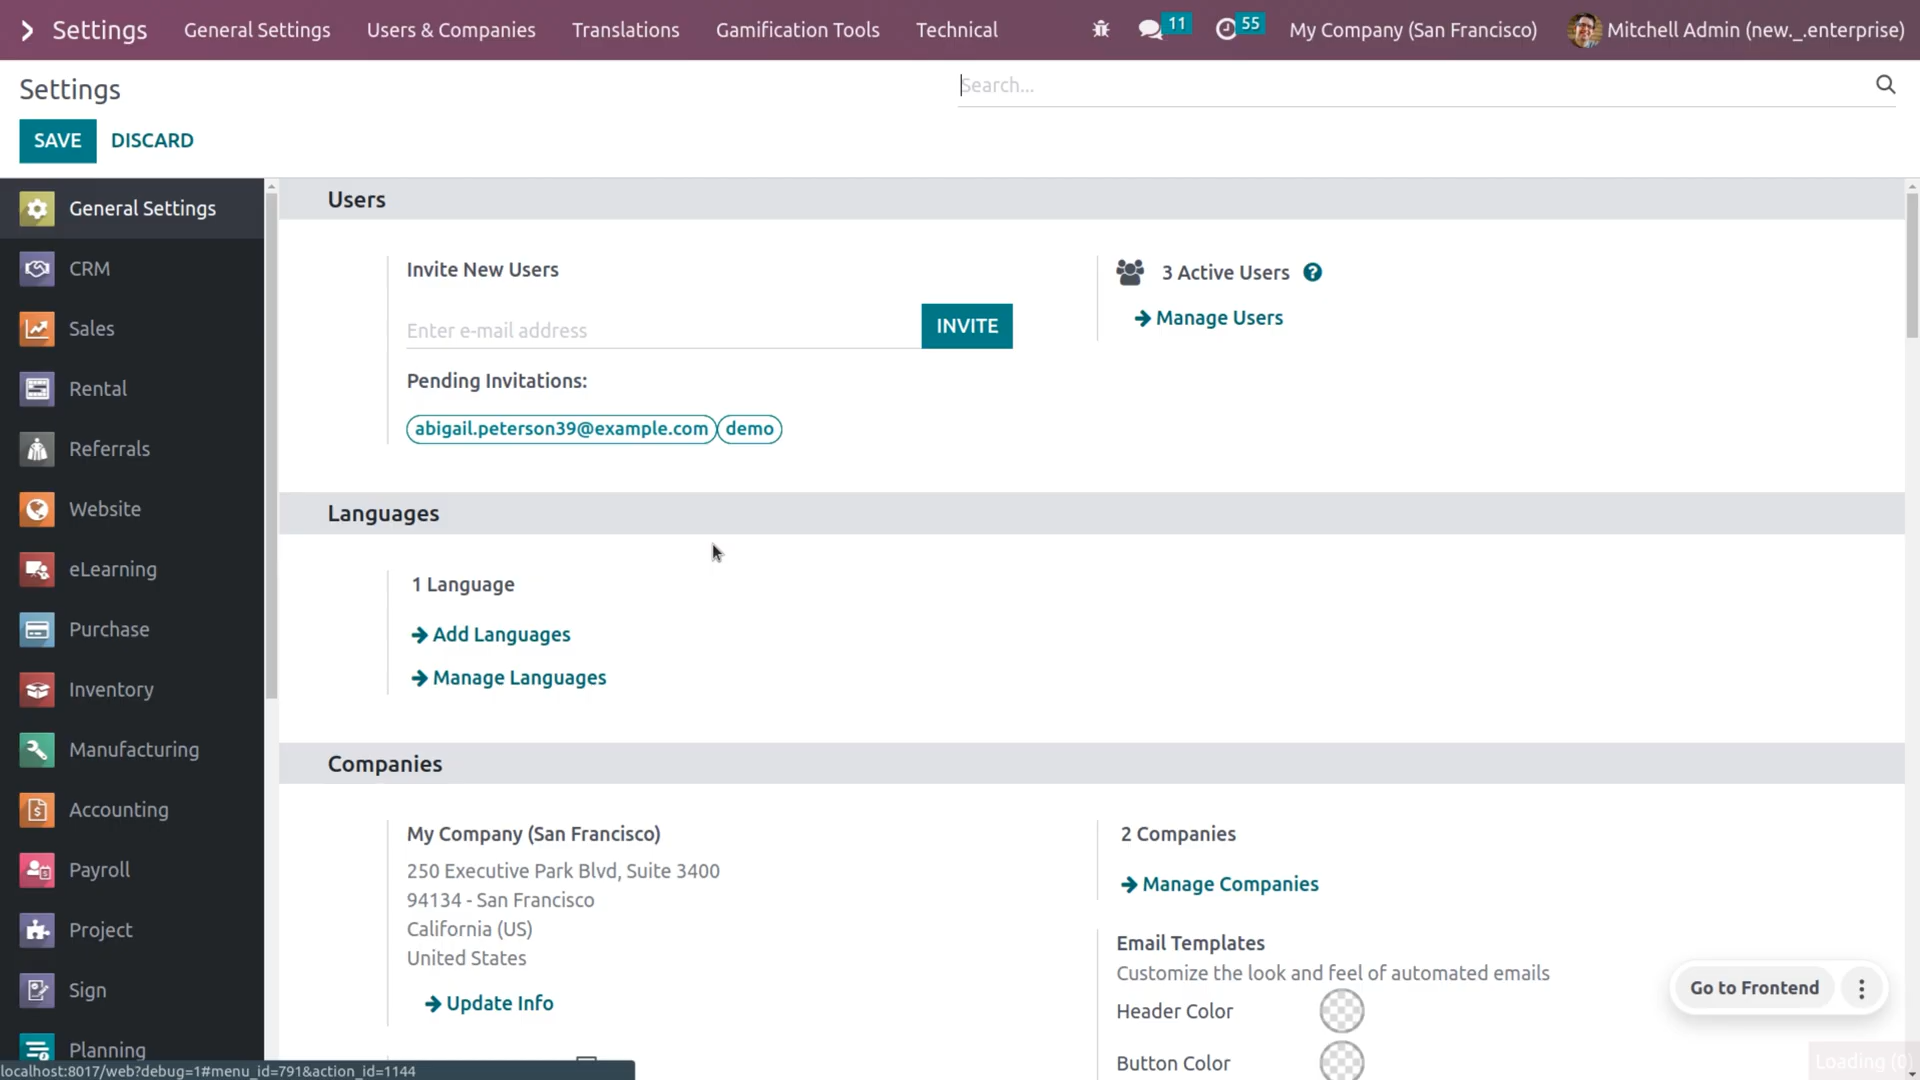 Settings
General Settings
Users & Companies
Translations
Gamification Tools
Technical
11
55
My Company (San Francisco)
Mitchell Admin (new._.enterprise)
Settings
Search...
SAVE
DISCARD
General Settings
CRM
Sales
Rental
Referrals
Website
eLearning
Purchase
Inventory
Manufacturing
Accounting
Payroll
Project
Sign
Planning
Users
Invite New Users
Enter e-mail address
INVITE
Pending Invitations:
abigail.peterson39@example.com
demo
3 Active Users
Manage Users
Languages
1 Language
Add Languages
Manage Languages
Companies
My Company (San Francisco)
250 Executive Park Blvd, Suite 3400
94134 - San Francisco
California (US)
United States
Update Info
2 Companies
Manage Companies
Email Templates
Customize the look and feel of automated emails
Header Color
Button Color
Go to Frontend
Loading (0)
localhost:8017/web?debug=1#menu_id=791&action_id=1144